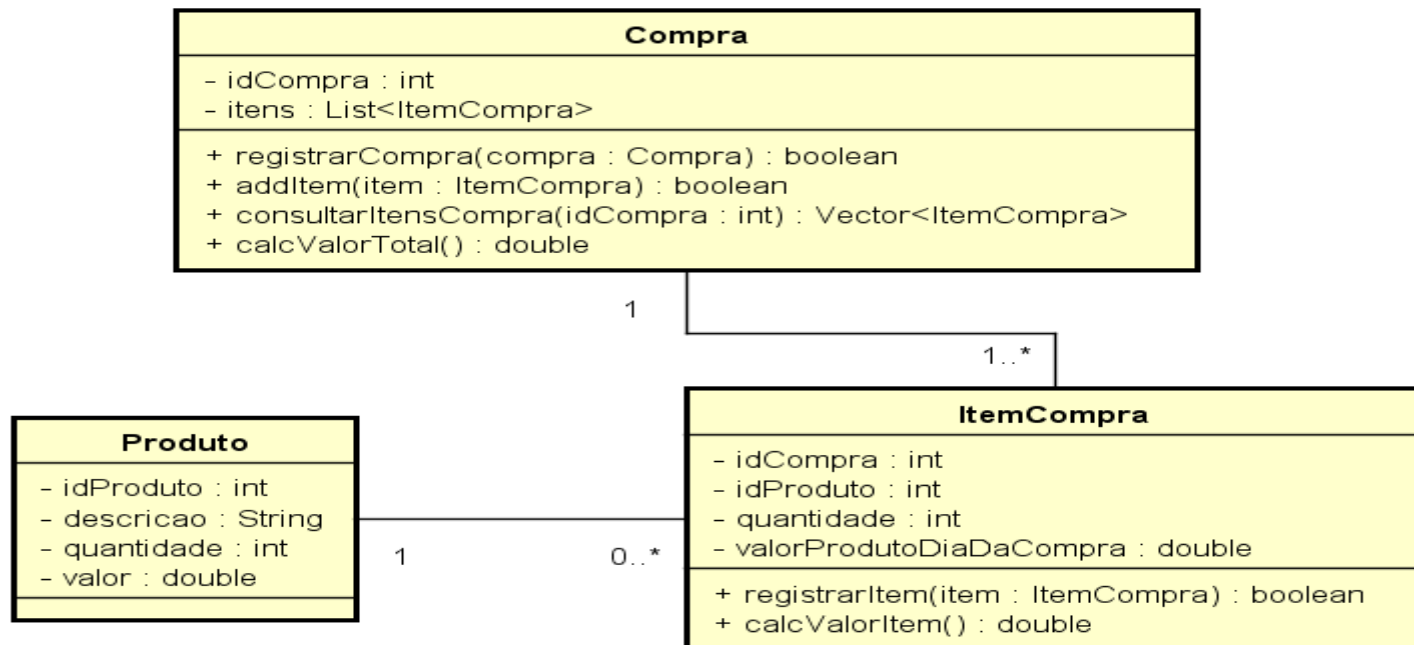 Compra
- idCompra : int
- itens : List<ItemCompra>
+ registrarCompra(compra : Compra) : boolean
+ addItem(item : ItemCompra) : boolean
+ consultarItensCompra(idCompra : int) : Vector<ItemCompra>
+ calcValorTotal() : double
1
1..*
Produto
- idProduto : int
- descricao : String
- quantidade : int
- valor : double
1
0..*
ItemCompra
- idCompra : int
- idProduto : int
- quantidade : int
- valorProdutoDiaDaCompra : double
+ registrarItem(item : ItemCompra) : boolean
+ calcValorItem() : double